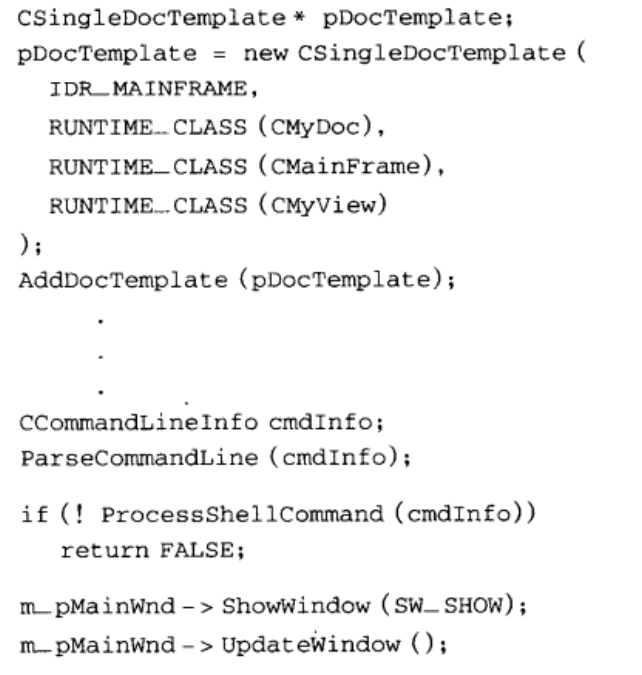 CSingleDocTemplate * pDocTemplate;
pDocTemplate = new CSingleDocTemplate (
IDR_MAINFRAME,
RUNTIME_CLASS (CMyDoc),
RUNTIME_CLASS (CMainFrame),
RUNTIME_CLASS (CMyView)
);
AddDocTemplate (pDocTemplate);
.
.
.
CCommandLineInfo cmdInfo;
ParseCommandLine (cmdInfo);
if (! ProcessShellCommand (cmdInfo))
return FALSE;
m_pMainWnd -> ShowWindow (SW_SHOW);
m_pMainWnd -> UpdateWindow ();